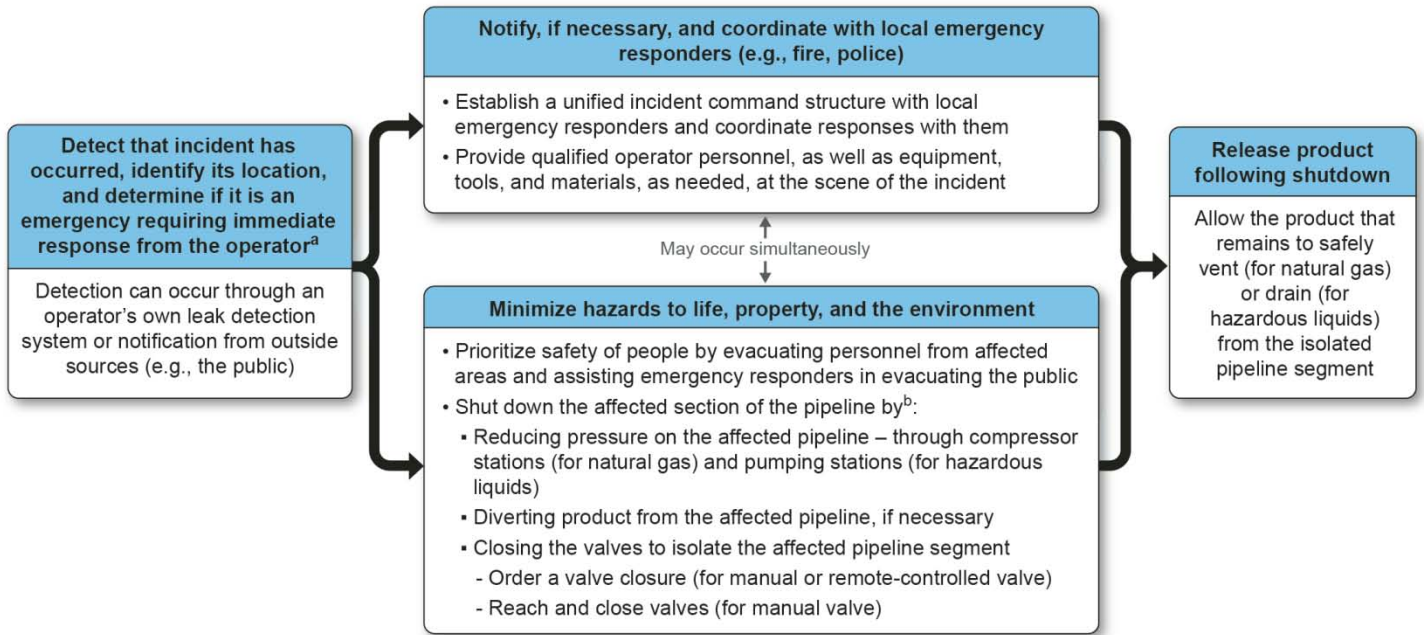 Detect that incident has
occurred, identify its location,
and determine if it is an
emergency requiring immediate
response from the operatorᵃ
Detection can occur through an
operator’s own leak detection
system or notification from outside
sources (e.g., the public)
Notify, if necessary, and coordinate with local emergency
responders (e.g., fire, police)
• Establish a unified incident command structure with local
emergency responders and coordinate responses with them
• Provide qualified operator personnel, as well as equipment,
tools, and materials, as needed, at the scene of the incident
May occur simultaneously
Minimize hazards to life, property, and the environment
• Prioritize safety of people by evacuating personnel from affected
areas and assisting emergency responders in evacuating the public
• Shut down the affected section of the pipeline byᵇ:
▪ Reducing pressure on the affected pipeline – through compressor
stations (for natural gas) and pumping stations (for hazardous
liquids)
▪ Diverting product from the affected pipeline, if necessary
▪ Closing the valves to isolate the affected pipeline segment
- Order a valve closure (for manual or remote-controlled valve)
- Reach and close valves (for manual valve)
Release product
following shutdown
Allow the product that
remains to safely
vent (for natural gas)
or drain (for
hazardous liquids)
from the isolated
pipeline segment